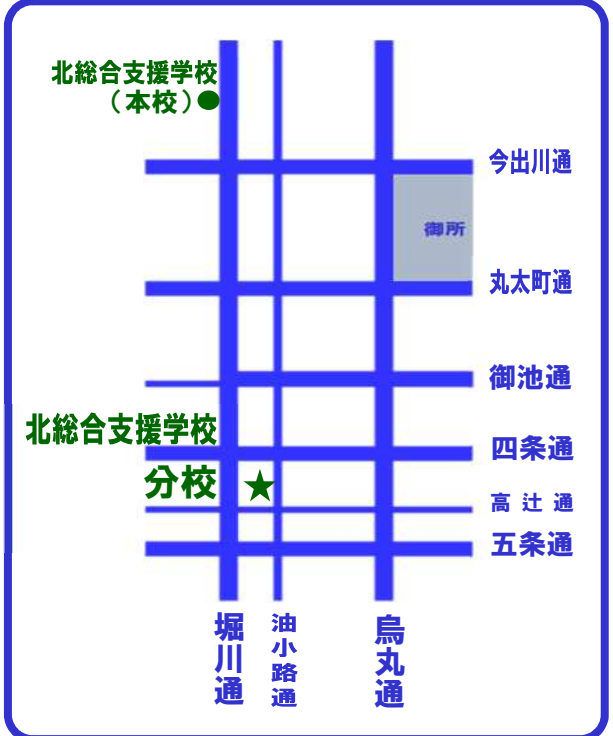 北総合支援学校
(本校)●
今出川通
御所
丸太町通
御池通
北総合支援学校
四条通
分校 ★
高辻通
五条通
堀川通
油小路通
烏丸通